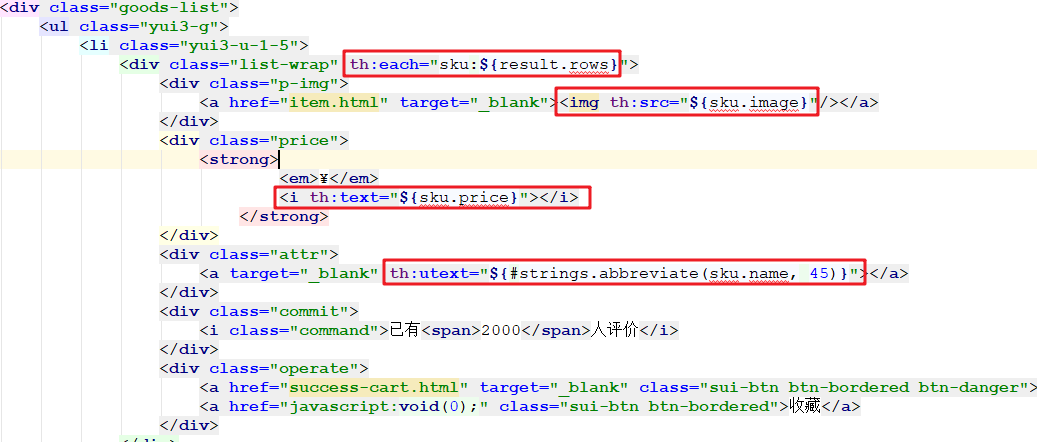 <div class="goods-list">
<ul class="yui3-g">
<li class="yui3-u-1-5">
<div class="list-wrap" th:each="sku:${result.rows}">
<div class="p-img">
<a href="item.html" target="_blank"><img th:src="${sku.image}"/></a>
</div>
<div class="price">
<strong>
<em>¥</em>
<i th:text="${sku.price}"></i>
</strong>
</div>
<div class="attr">
<a target="_blank" th:utext="${#strings.abbreviate(sku.name, 45)}"></a>
</div>
<div class="commit">
<i class="command">已有<span>2000</span>人评价</i>
</div>
<div class="operate">
<a href="success-cart.html" target="_blank" class="sui-btn btn-bordered btn-danger">
<a href="javascript:void(0);" class="sui-btn btn-bordered">收藏</a>
</div>
</div>